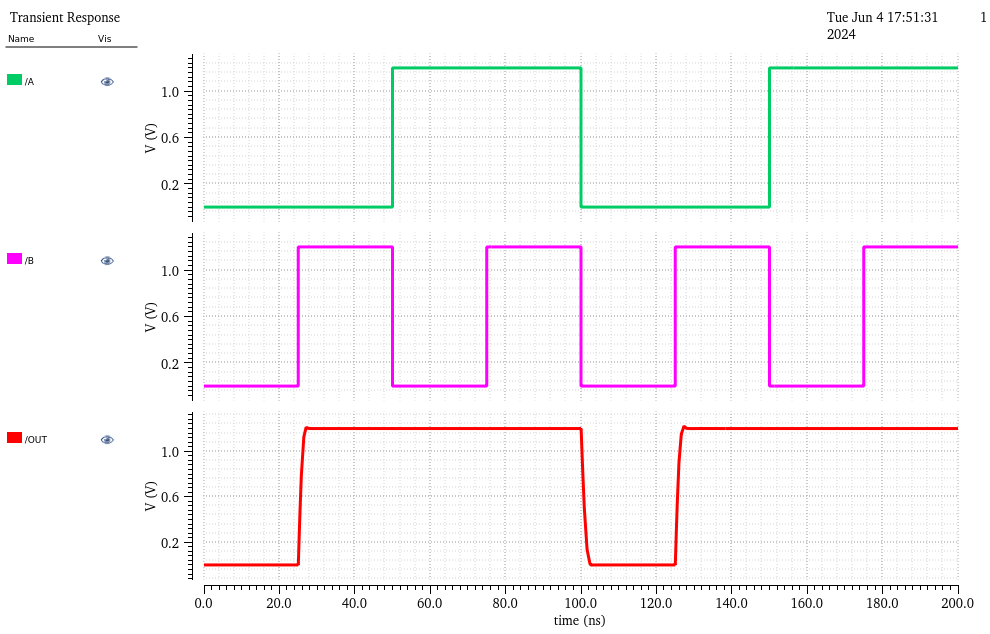 Transient Response
Tue Jun 4 17:51:31 2024
1
Name Vis
/A
1.0
0.6
0.2
V (V)
/B
1.0
0.6
0.2
V (V)
/OUT
1.0
0.6
0.2
V (V)
0.0 20.0 40.0 60.0 80.0 100.0 120.0 140.0 160.0 180.0 200.0
time (ns)